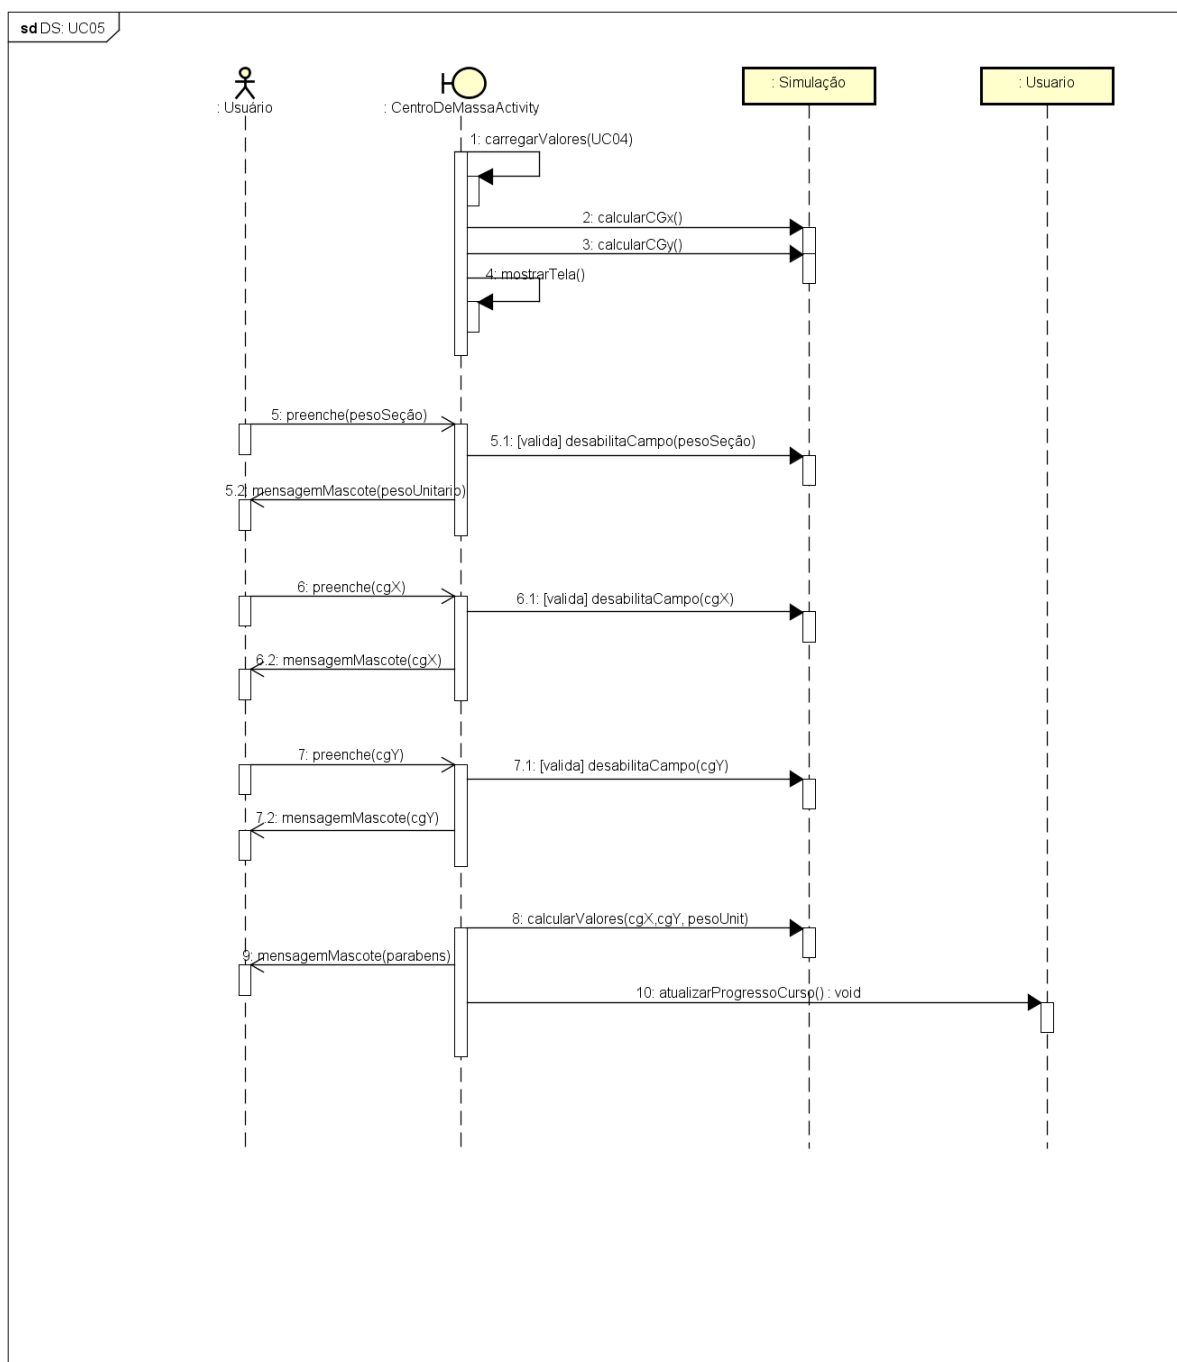 sd DS: UC05
: Usuário
: CentroDeMassaActivity
: Simulação
: Usuario
1: carregarValores(UC04)
2: calcularCGx()
3: calcularCGy()
4: mostrarTela()
5: preenche(pesoSeção)
5.1: [valida] desabilitaCampo(pesoSeção)
5.2: mensagemMascote(pesoUnitario)
6: preenche(cgX)
6.1: [valida] desabilitaCampo(cgX)
6.2: mensagemMascote(cgX)
7: preenche(cgY)
7.1: [valida] desabilitaCampo(cgY)
7.2: mensagemMascote(cgY)
8: calcularValores(cgX,cgY, pesoUnit)
9: mensagemMascote(parabens)
10: atualizarProgressoCurso() : void